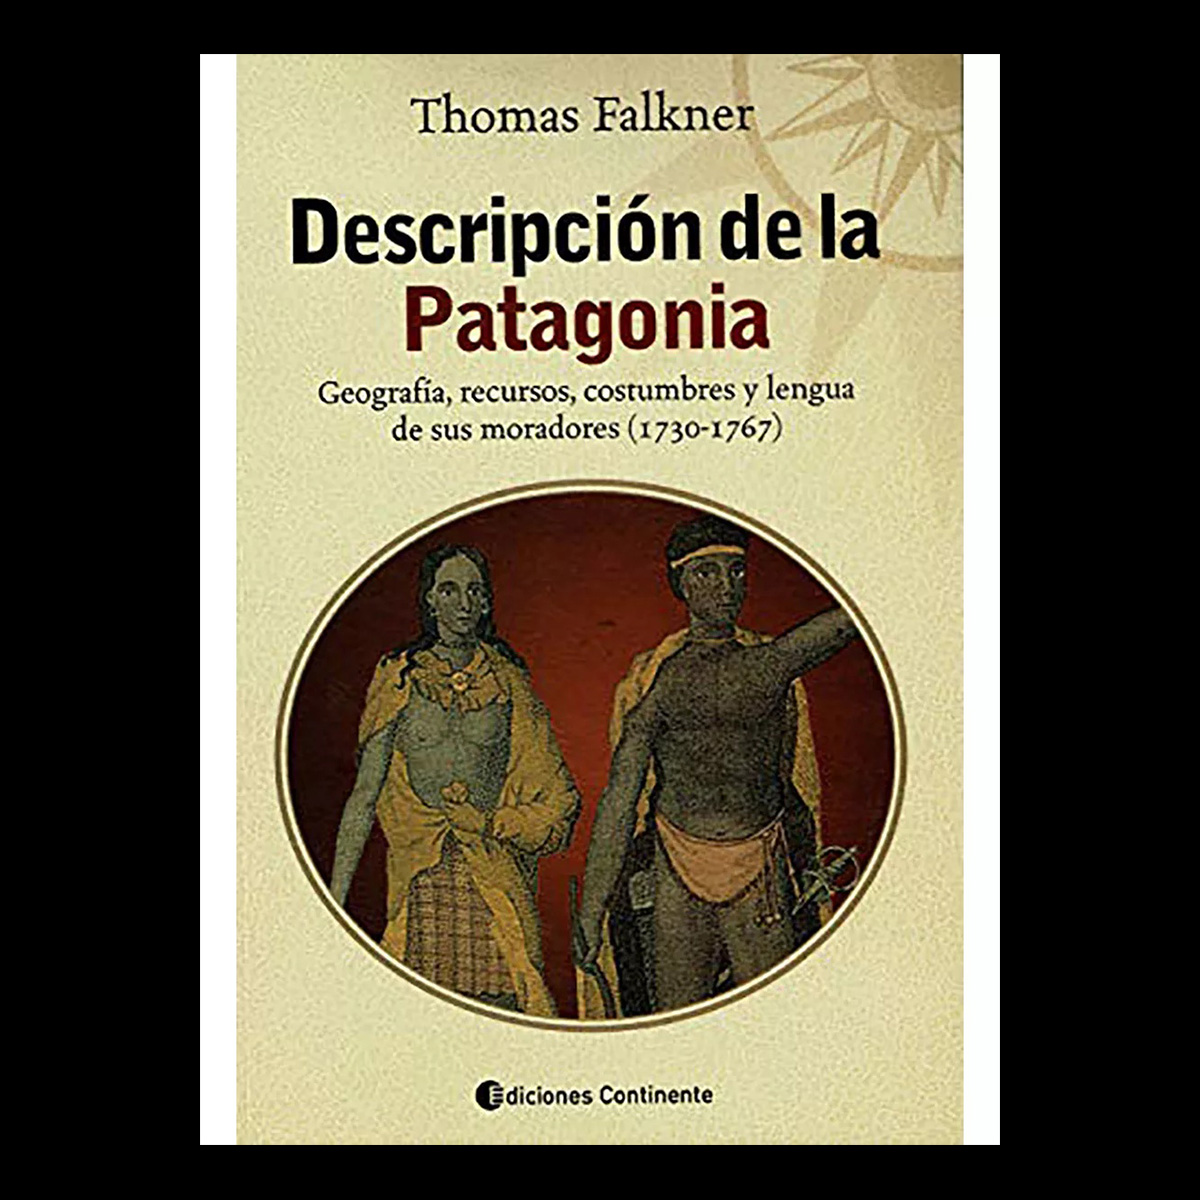 Thomas Falkner
Descripción de la
Patagonia
Geografía, recursos, costumbres y lengua
de sus moradores (1730-1767)
Ediciones Continente